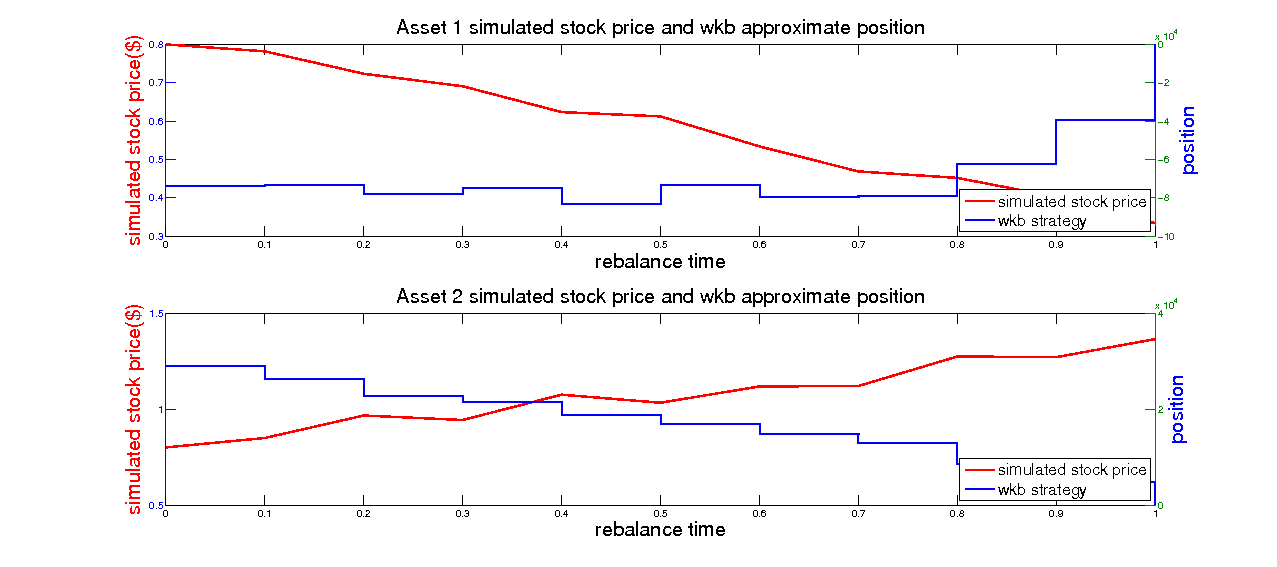 Asset 1 simulated stock price and wkb approximate position
x 10^4
simulated stock price($)
0.8
0.7
0.6
0.5
0.4
0.3
0
-2
-4
-6
-8
-10
position
simulated stock price
wkb strategy
0 0.1 0.2 0.3 0.4 0.5 0.6 0.7 0.8 0.9 1
rebalance time
Asset 2 simulated stock price and wkb approximate position
x 10^4
simulated stock price($)
1.5
1
0.5
4
2
0
position
simulated stock price
wkb strategy
0 0.1 0.2 0.3 0.4 0.5 0.6 0.7 0.8 0.9 1
rebalance time